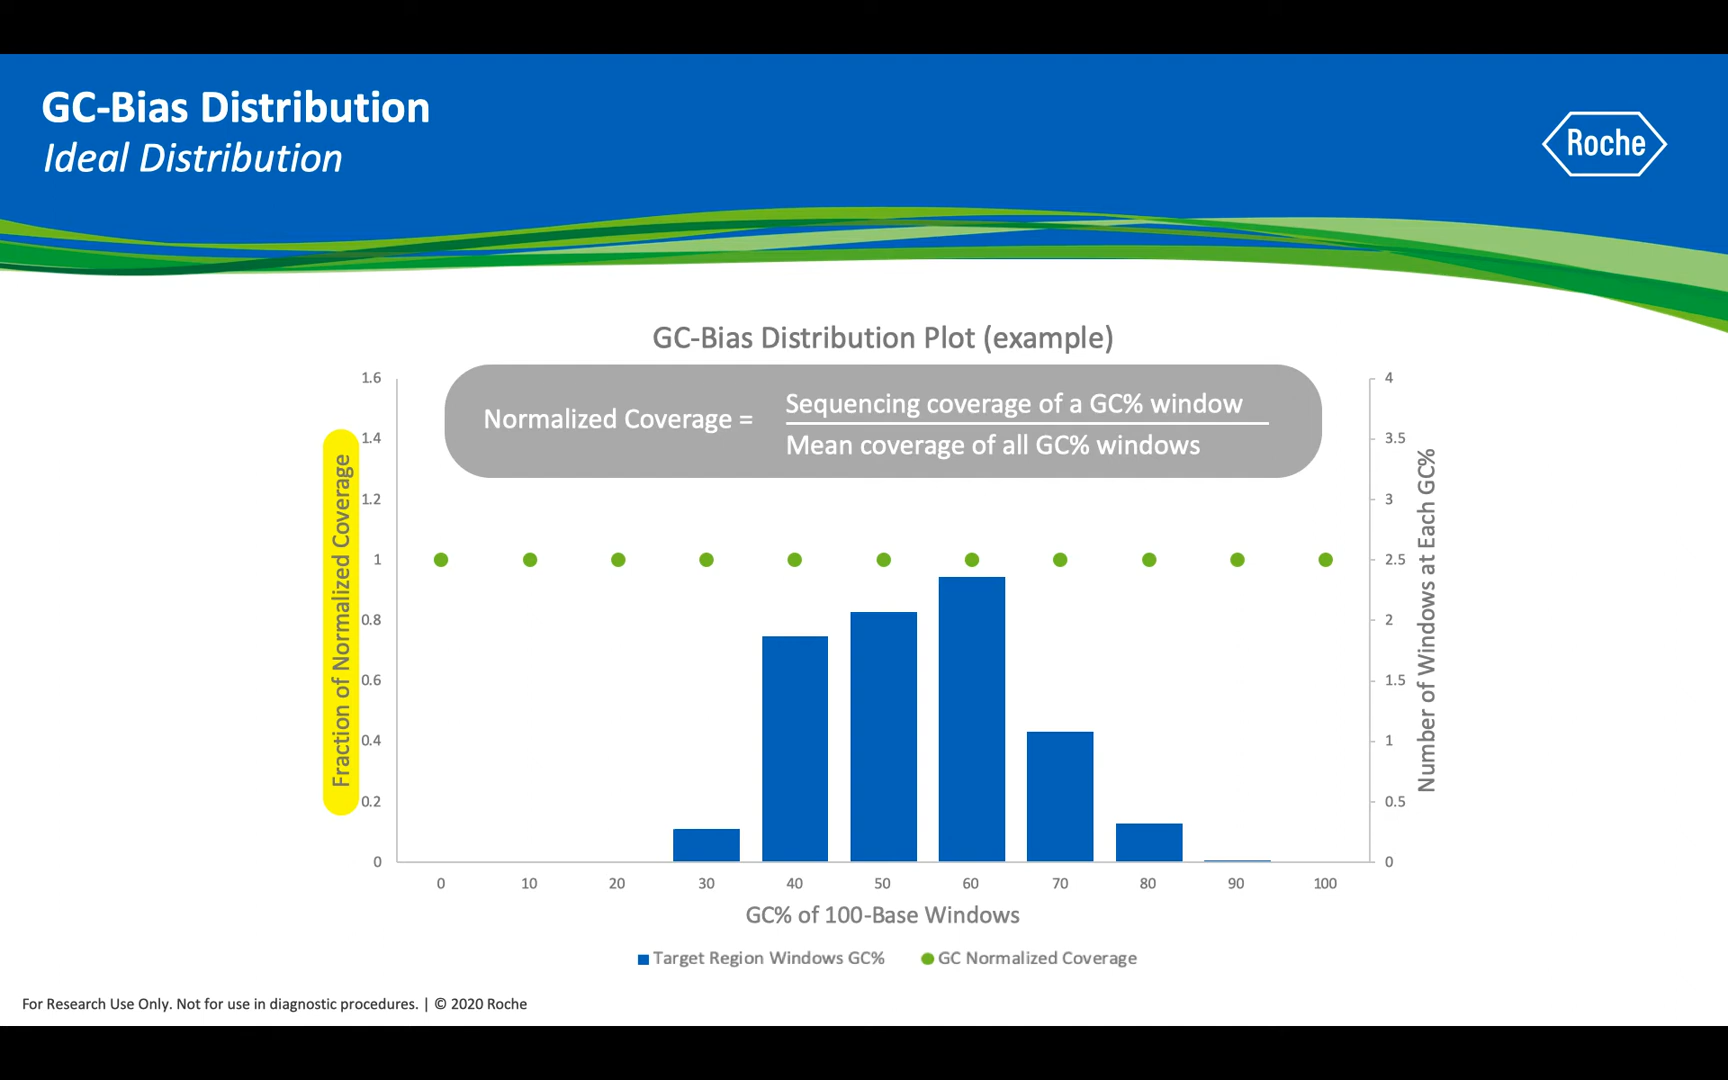 GC-Bias Distribution
Ideal Distribution
Roche
GC-Bias Distribution Plot (example)
Normalized Coverage =
Sequencing coverage of a GC% window
Mean coverage of all GC% windows
Fraction of Normalized Coverage
1.6
1.4
1.2
1
0.8
0.6
0.4
0.2
0
4
3.5
3
2.5
2
1.5
1
0.5
0
Number of Windows at Each GC%
0 10 20 30 40 50 60 70 80 90 100
GC% of 100-Base Windows
Target Region Windows GC% GC Normalized Coverage
For Research Use Only. Not for use in diagnostic procedures. | © 2020 Roche